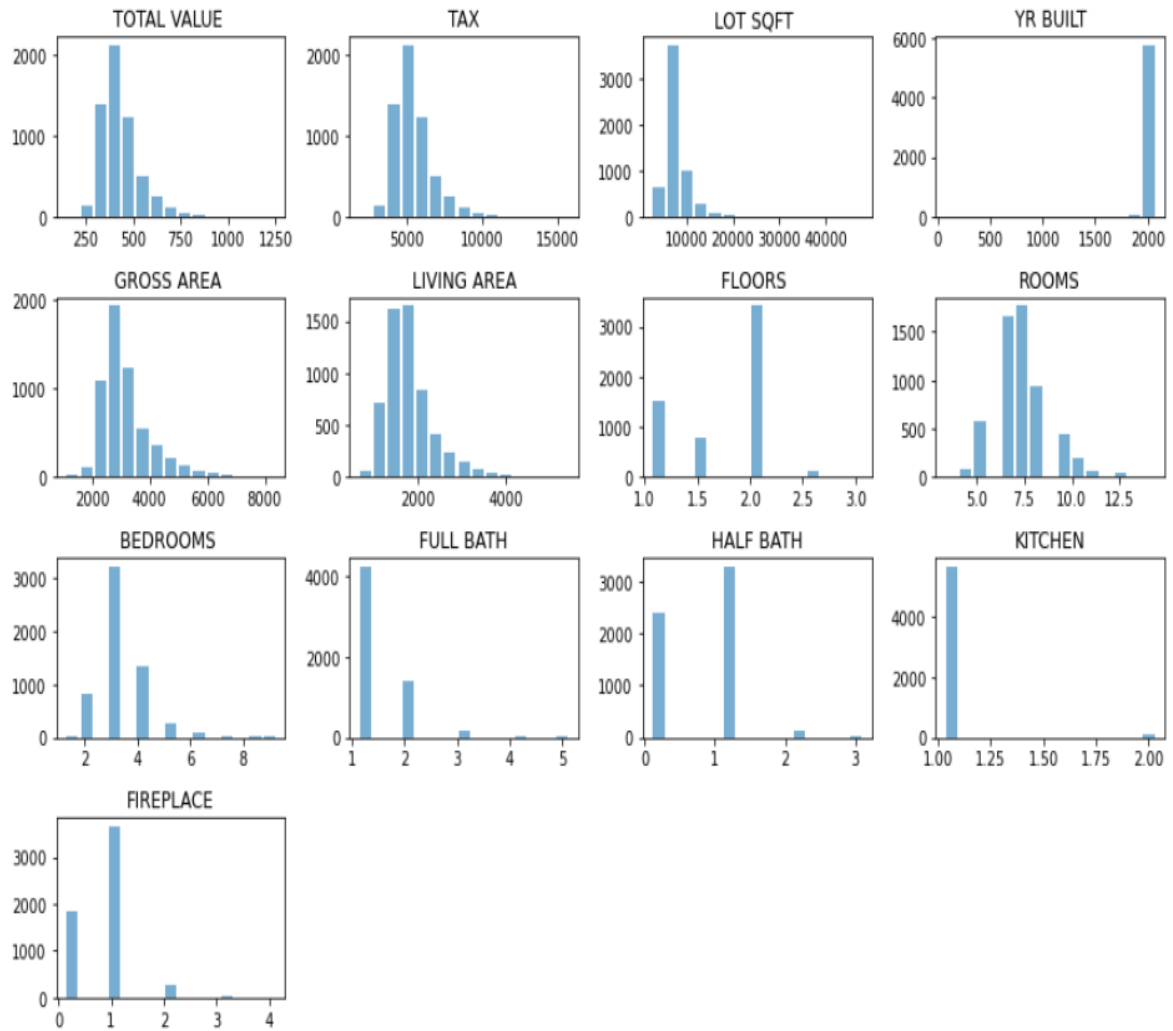 TOTAL VALUE
2000
1000
0
250 500 750 1000 1250
TAX
2000
1000
0
5000 10000 15000
LOT SQFT
3000
2000
1000
0
10000 20000 30000 40000
YR BUILT
6000
4000
2000
0
0 500 1000 1500 2000
GROSS AREA
2000
1000
0
2000 4000 6000 8000
LIVING AREA
1500
1000
500
0
2000 4000
FLOORS
3000
2000
1000
0
1.0 1.5 2.0 2.5 3.0
ROOMS
1500
1000
500
0
5.0 7.5 10.0 12.5
BEDROOMS
3000
2000
1000
0
2 4 6 8
FULL BATH
4000
2000
0
1 2 3 4 5
HALF BATH
3000
2000
1000
0
0 1 2 3
KITCHEN
4000
2000
0
1.00 1.25 1.50 1.75 2.00
FIREPLACE
3000
2000
1000
0
0 1 2 3 4